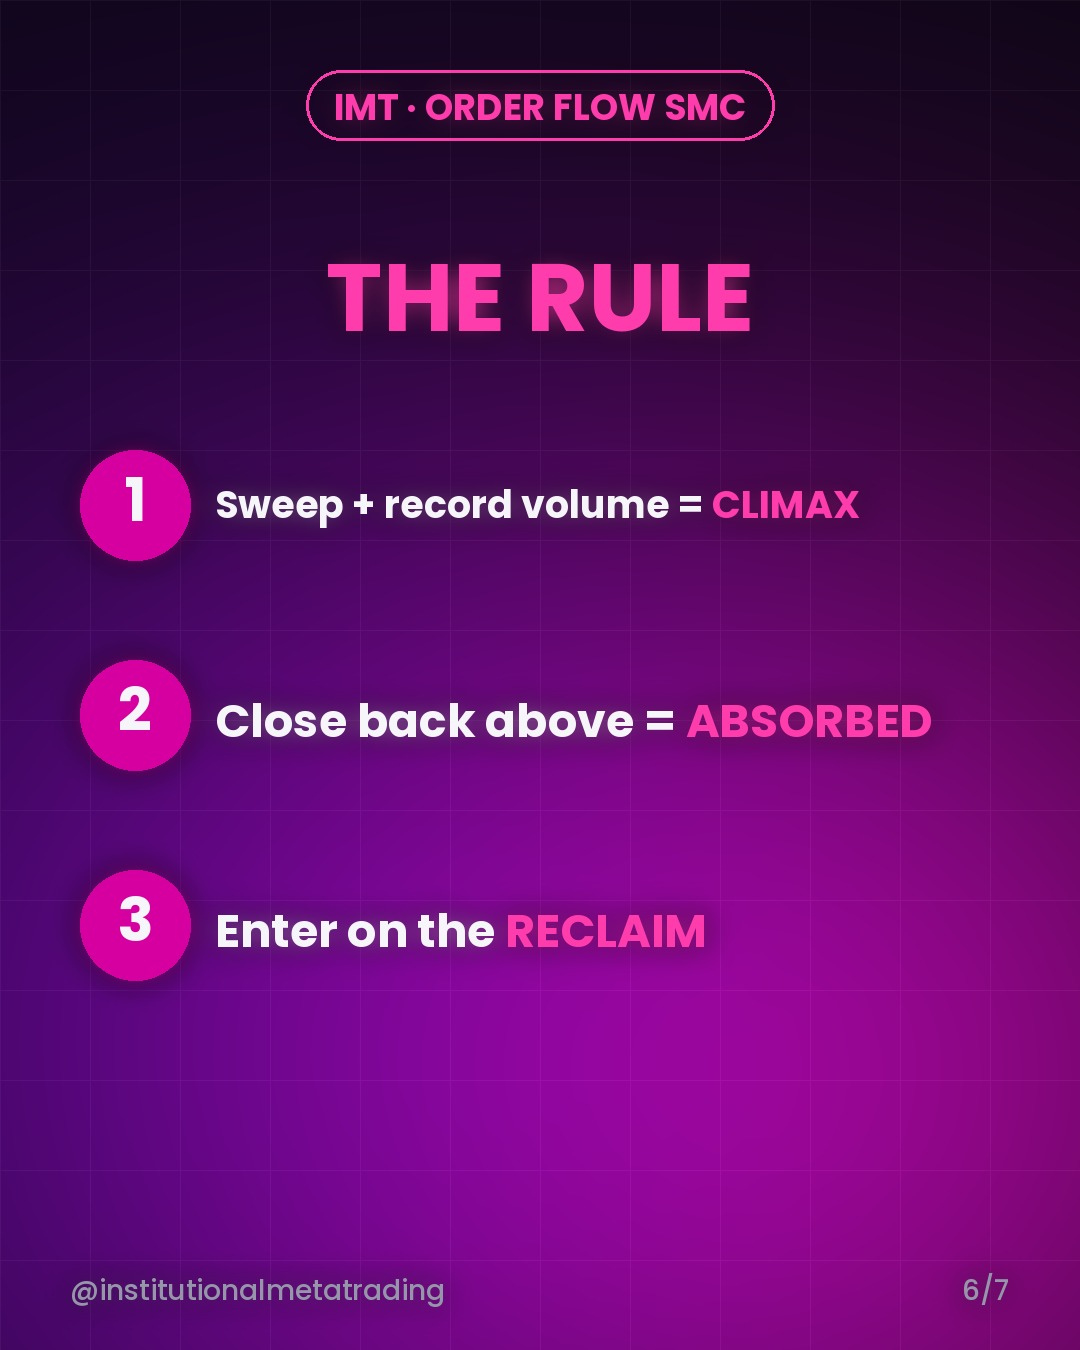 IMT · ORDER FLOW SMC
THE RULE
1 Sweep + record volume = CLIMAX
2 Close back above = ABSORBED
3 Enter on the RECLAIM
@institutionalmetatrading 6/7